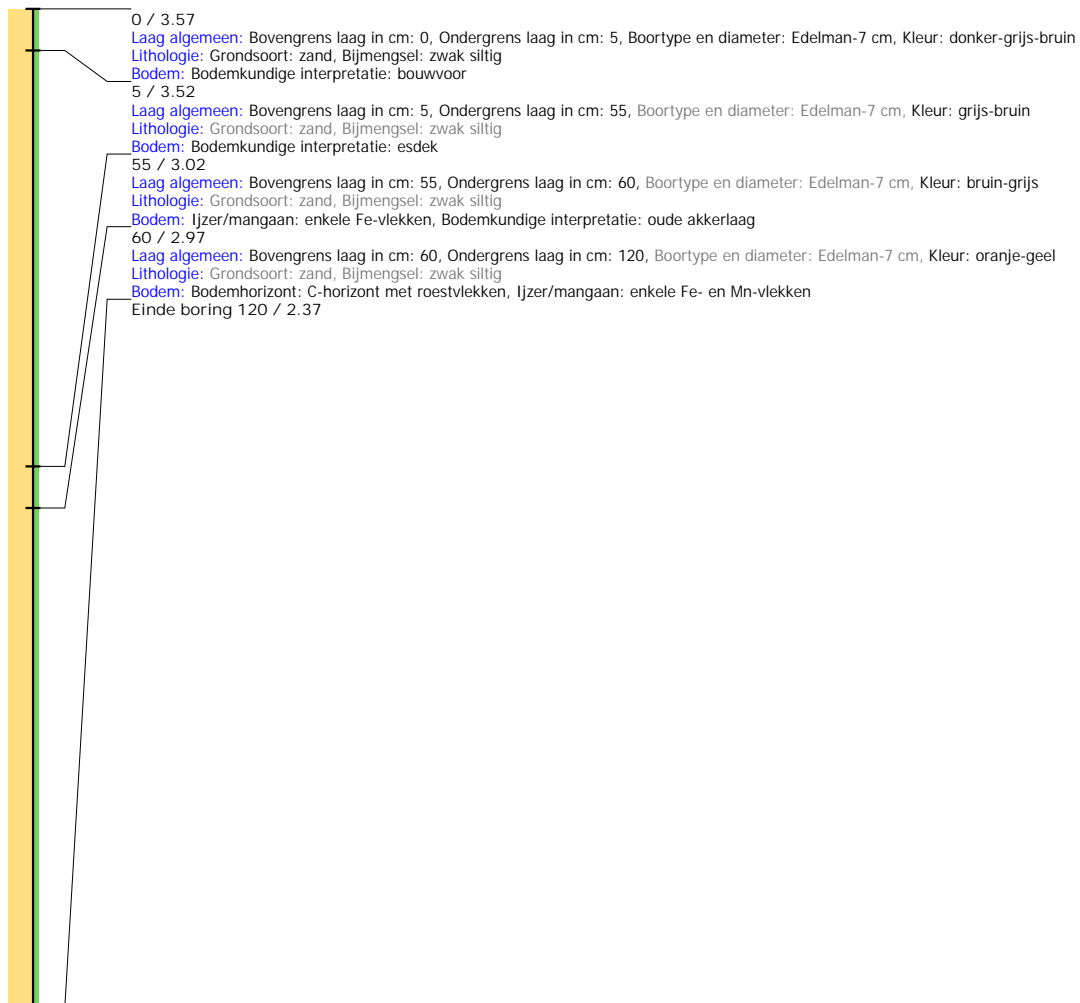 0 / 3.57
Laag algemeen: Bovengrens laag in cm: 0, Ondergrens laag in cm: 5, Boortype en diameter: Edelman-7 cm, Kleur: donker-grijs-bruin
Lithologie: Grondsoort: zand, Bijmengsel: zwak siltig
Bodem: Bodemkundige interpretatie: bouwvoor
5 / 3.52
Laag algemeen: Bovengrens laag in cm: 5, Ondergrens laag in cm: 55, Boortype en diameter: Edelman-7 cm, Kleur: grijs-bruin
Lithologie: Grondsoort: zand, Bijmengsel: zwak siltig
Bodem: Bodemkundige interpretatie: esdek
55 / 3.02
Laag algemeen: Bovengrens laag in cm: 55, Ondergrens laag in cm: 60, Boortype en diameter: Edelman-7 cm, Kleur: bruin-grijs
Lithologie: Grondsoort: zand, Bijmengsel: zwak siltig
Bodem: Ijzer/mangaan: enkele Fe-vlekken, Bodemkundige interpretatie: oude akkerlaag
60 / 2.97
Laag algemeen: Bovengrens laag in cm: 60, Ondergrens laag in cm: 120, Boortype en diameter: Edelman-7 cm, Kleur: oranje-geel
Lithologie: Grondsoort: zand, Bijmengsel: zwak siltig
Bodem: Bodemhorizont: C-horizont met roestvlekken, Ijzer/mangaan: enkele Fe- en Mn-vlekken
Einde boring 120 / 2.37